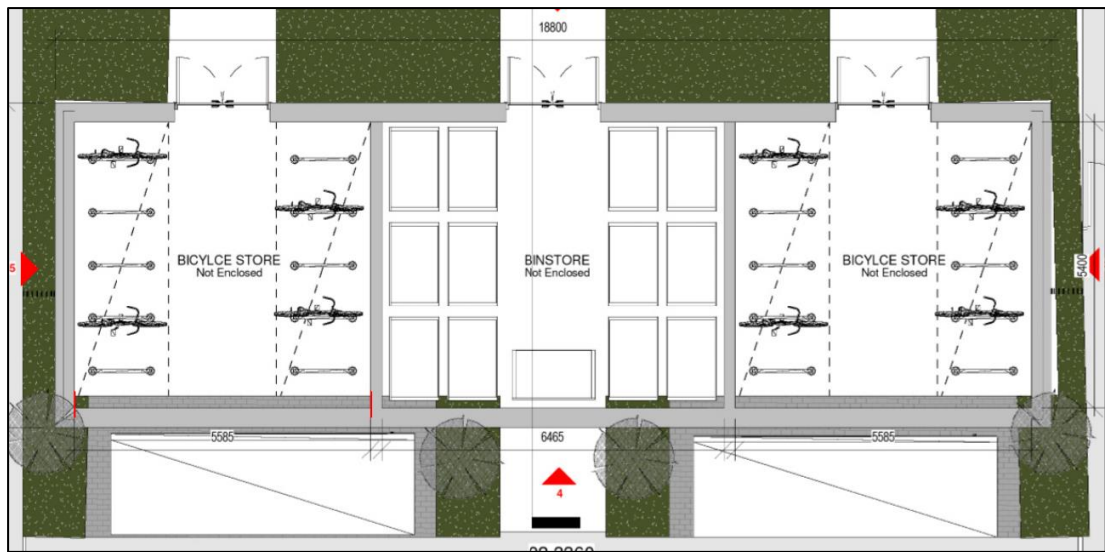 18800
BICYLCE STORE
Not Enclosed
BINSTORE
Not Enclosed
BICYLCE STORE
Not Enclosed
5
5400
5585
6465
5585
4